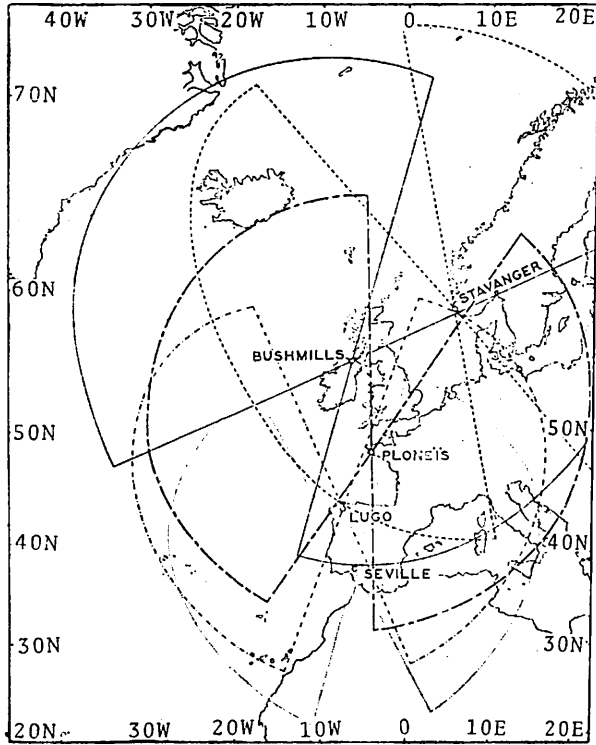 40W 30W 20W 10W 0 10E 20E
70N
60N
STAVANGER
BUSHMILLS
50N 50N
PLONEÏS
LUGO
40N 40N
SEVILLE
30N 30N
20N 30W 20W 10W 0 10E 20E